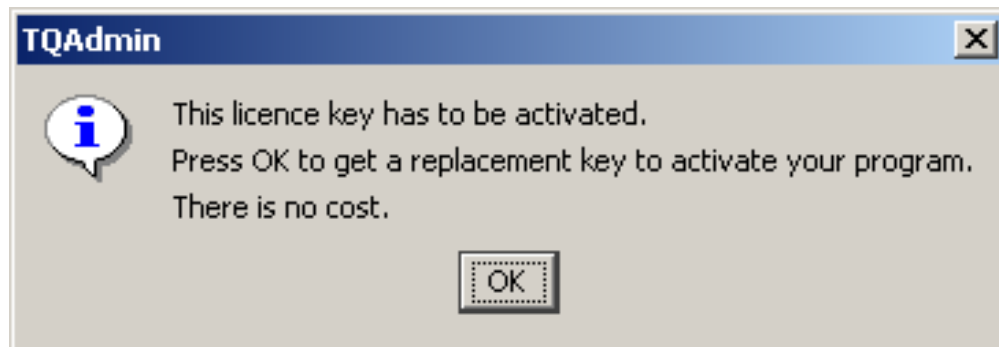 TQAdmin
This licence key has to be activated.
Press OK to get a replacement key to activate your program.
There is no cost.
OK